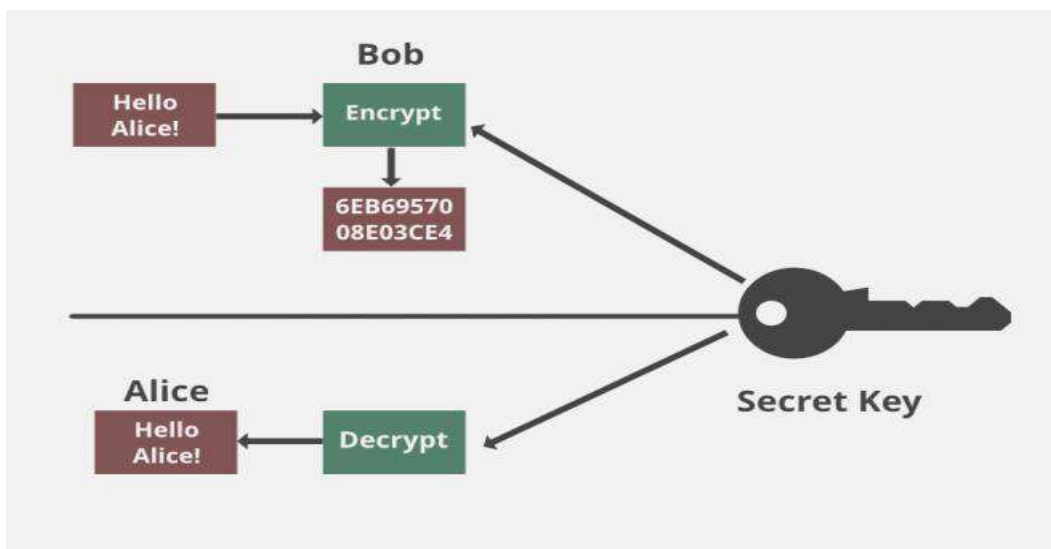 Bob
Hello
Alice!
Encrypt
6EB69570
08E03CE4
Alice
Hello
Alice!
Decrypt
Secret Key